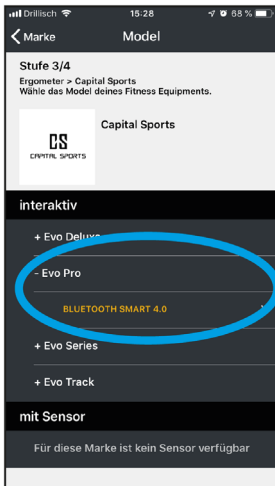 Drillisch 15:28 68 %
Marke Model
Stufe 3/4
Ergometer > Capital Sports
Wähle das Model deines Fitness Equipments.
Capital Sports
CS
CAPITAL SPORTS
interaktiv
+ Evo Deluxe
- Evo Pro
BLUETOOTH SMART 4.0
+ Evo Series
+ Evo Track
mit Sensor
Für diese Marke ist kein Sensor verfügbar